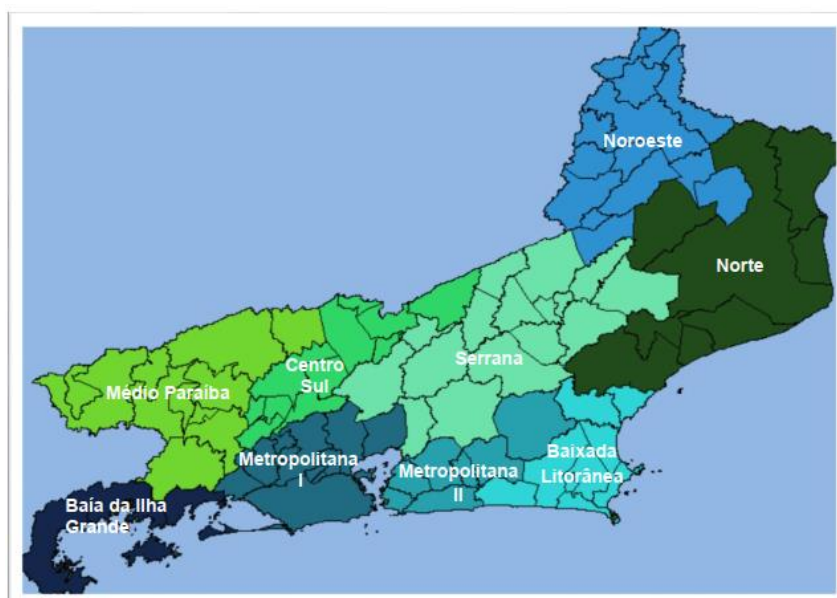 Noroeste
Norte
Serrana
Centro
Sul
Médio Paraíba
Baixada
Litorânea
Metropolitana
I
Metropolitana
II
Baía da Ilha
Grande